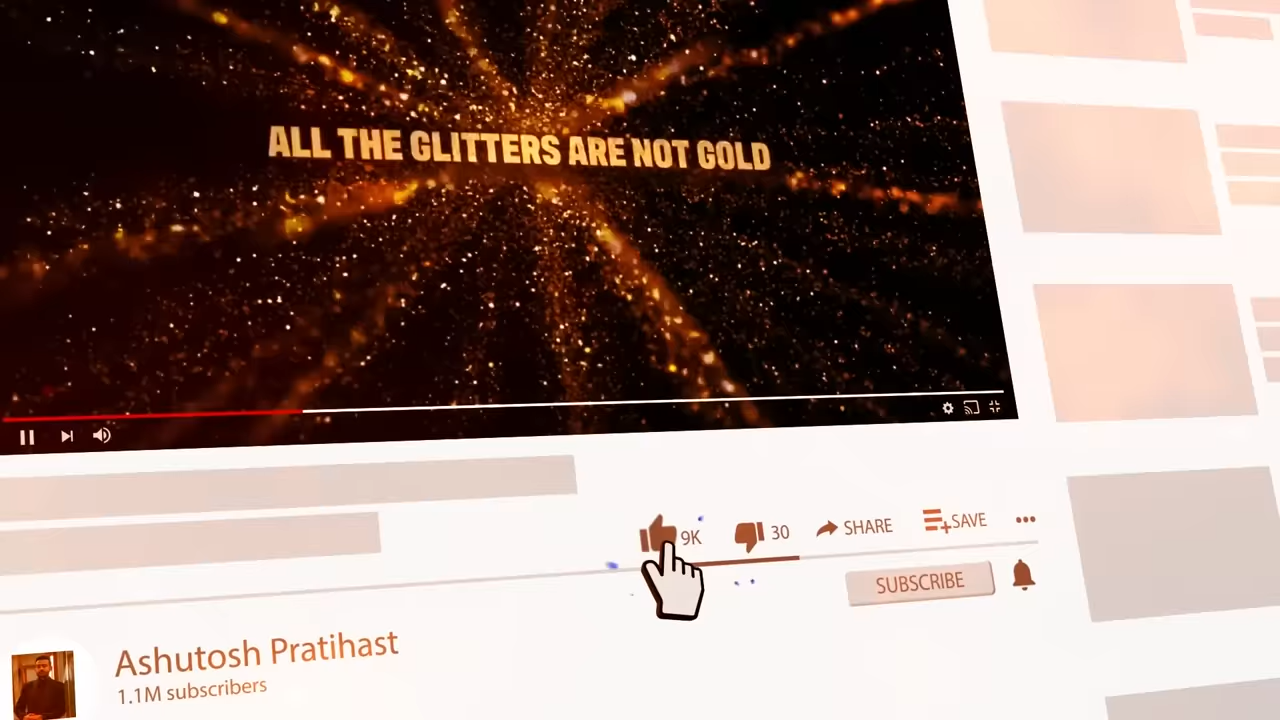 ALL THE GLITTERS ARE NOT GOLD
9K
30
SHARE
SAVE
SUBSCRIBE
Ashutosh Pratihast
1.1M subscribers